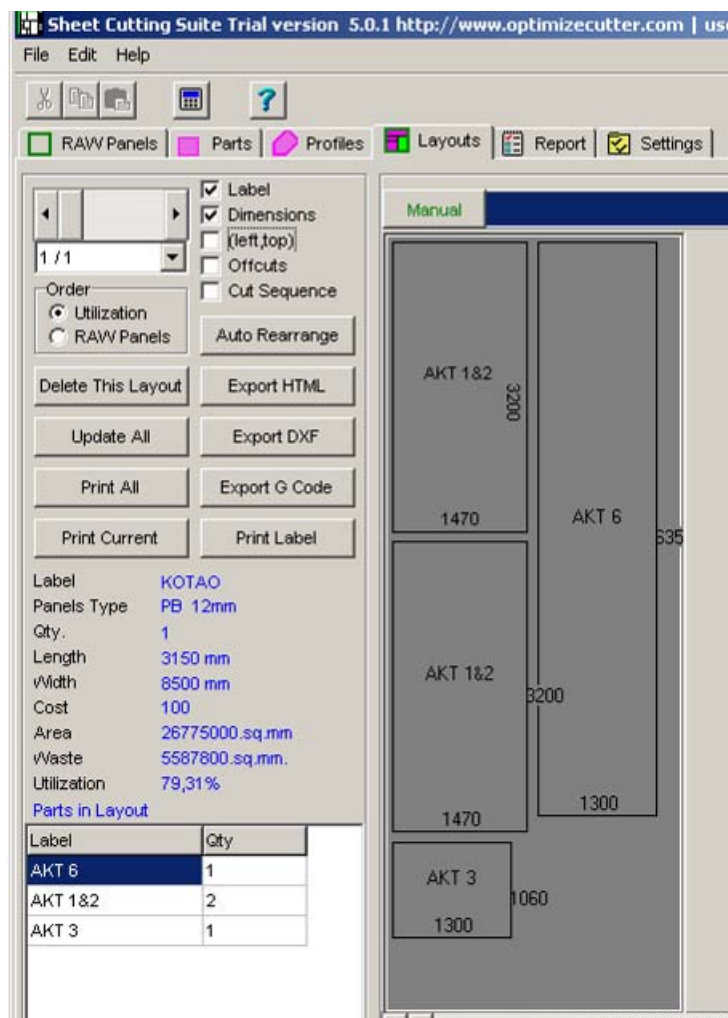 Sheet Cutting Suite Trial version 5.0.1 http://www.optimizecutter.com | use
File Edit Help
RAW Panels Parts Profiles Layouts Report Settings
Label
Dimensions
(left,top)
Offcuts
Cut Sequence
1 / 1
Order
Utilization
RAW Panels
Auto Rearrange
Delete This Layout Export HTML
Update All Export DXF
Print All Export G Code
Print Current Print Label
Label KOTAO
Panels Type PB 12mm
Qty. 1
Length 3150 mm
Width 8500 mm
Cost 100
Area 26775000.sq.mm
Waste 5587800.sq.mm.
Utilization 79,31%
Parts in Layout
Label Qty
AKT 6 1
AKT 1&2 2
AKT 3 1
Manual
AKT 1&2
3200
1470
AKT 6
635
1300
AKT 1&2
3200
1470
AKT 3
1060
1300